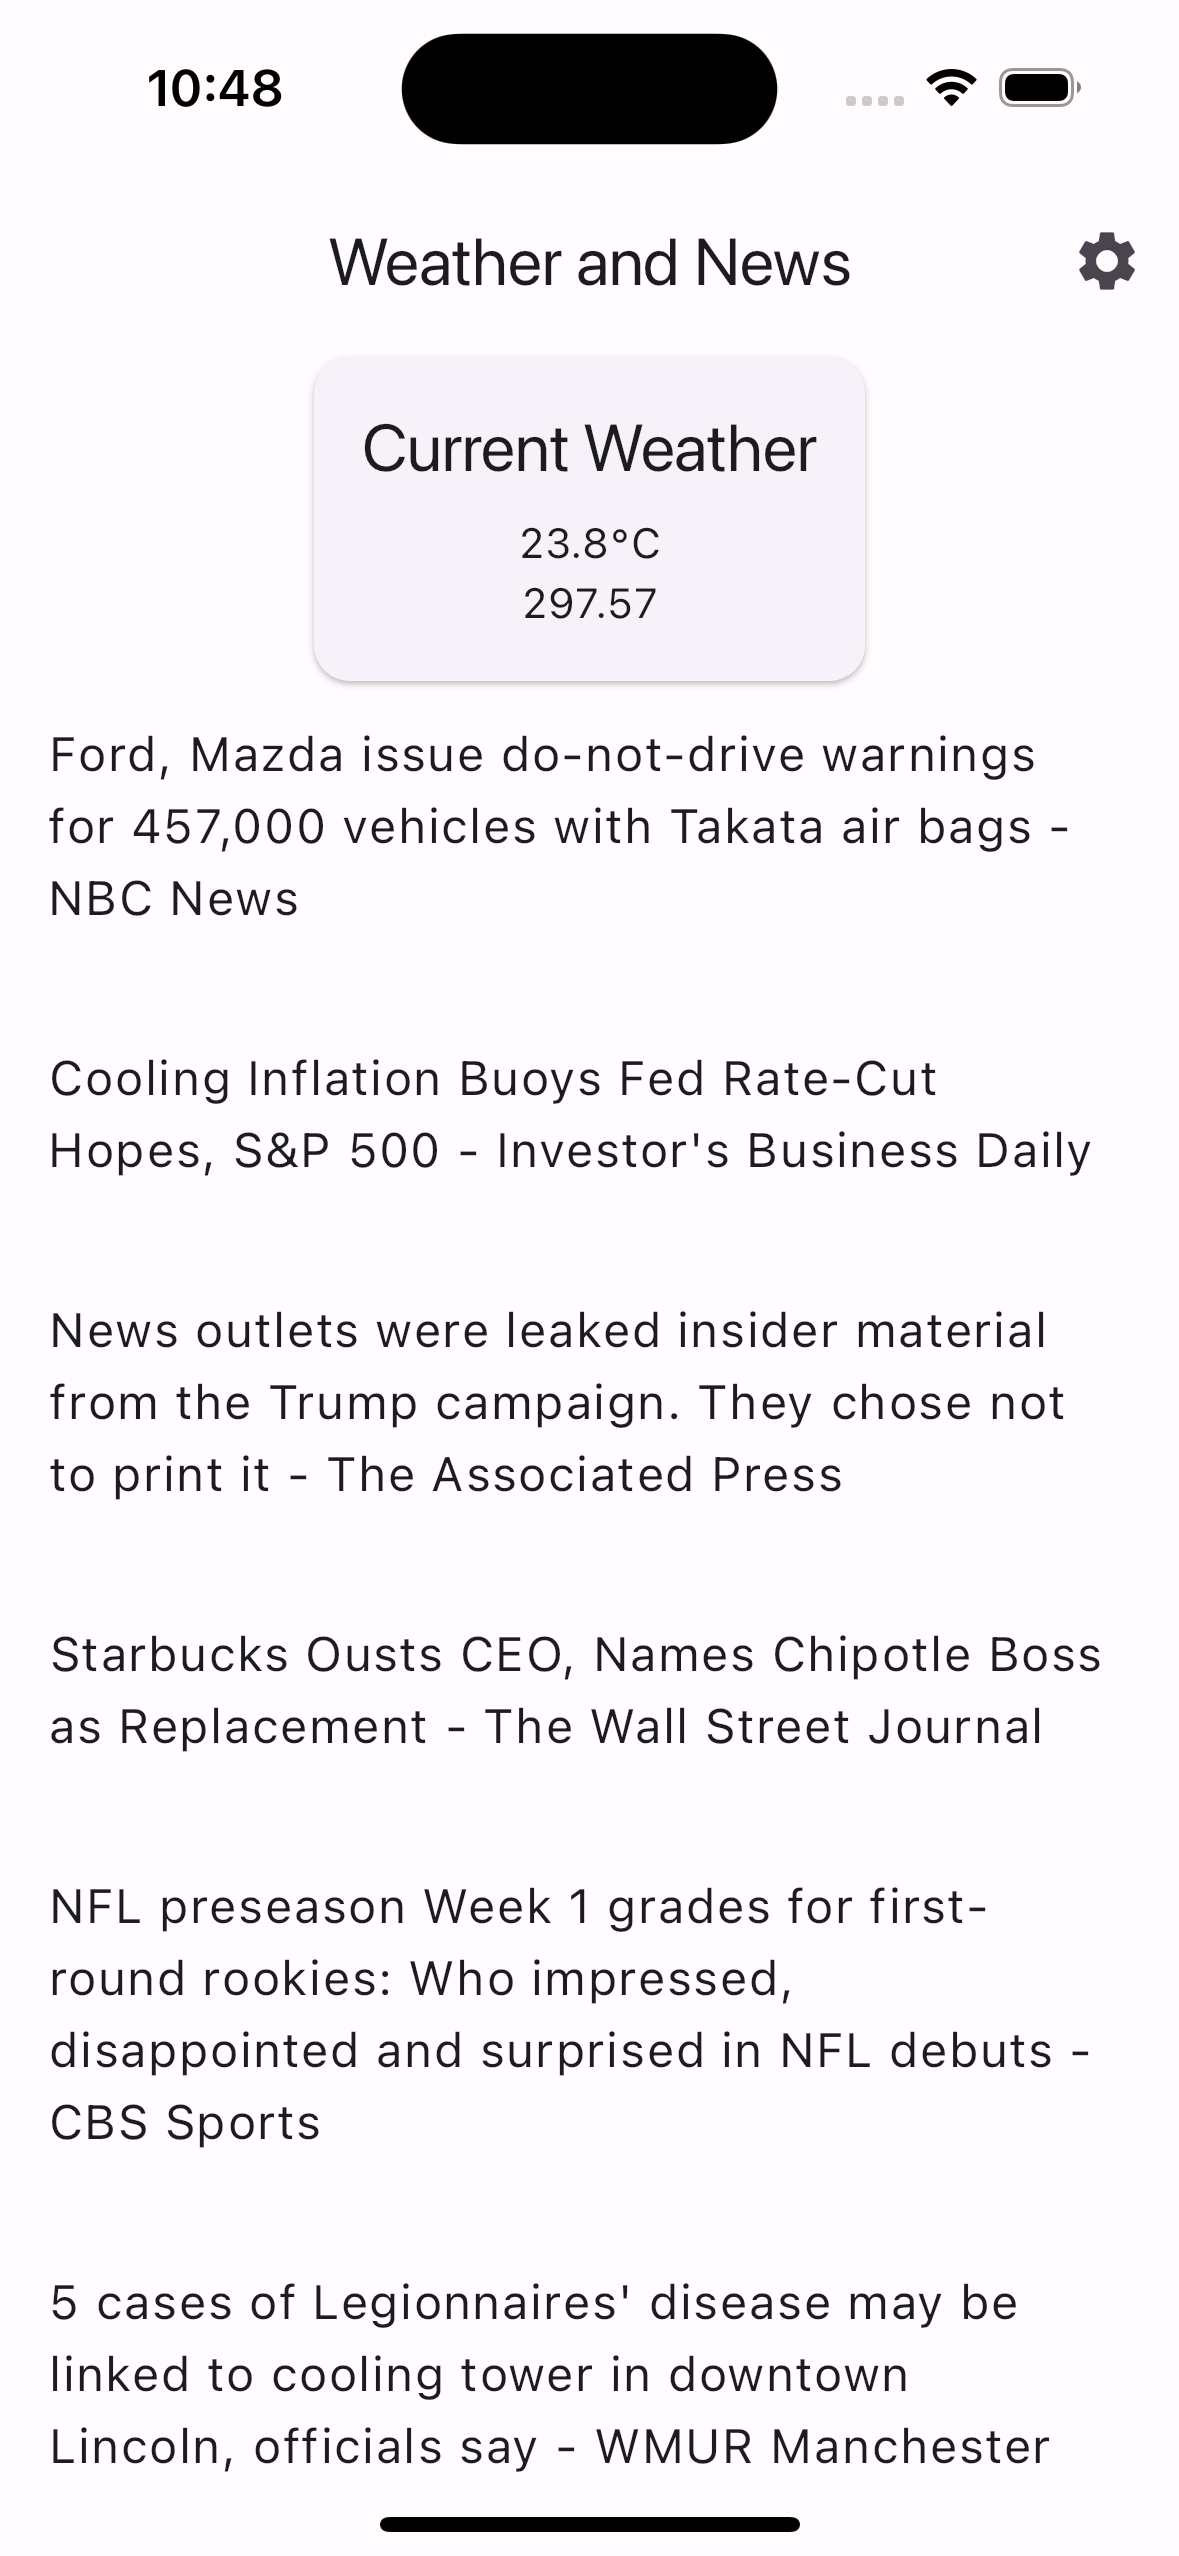 10:48
Weather and News
Current Weather
23.8°C
297.57
Ford, Mazda issue do-not-drive warnings
for 457,000 vehicles with Takata air bags -
NBC News
Cooling Inflation Buoys Fed Rate-Cut
Hopes, S&P 500 - Investor's Business Daily
News outlets were leaked insider material
from the Trump campaign. They chose not
to print it - The Associated Press
Starbucks Ousts CEO, Names Chipotle Boss
as Replacement - The Wall Street Journal
NFL preseason Week 1 grades for first-
round rookies: Who impressed,
disappointed and surprised in NFL debuts -
CBS Sports
5 cases of Legionnaires' disease may be
linked to cooling tower in downtown
Lincoln, officials say - WMUR Manchester